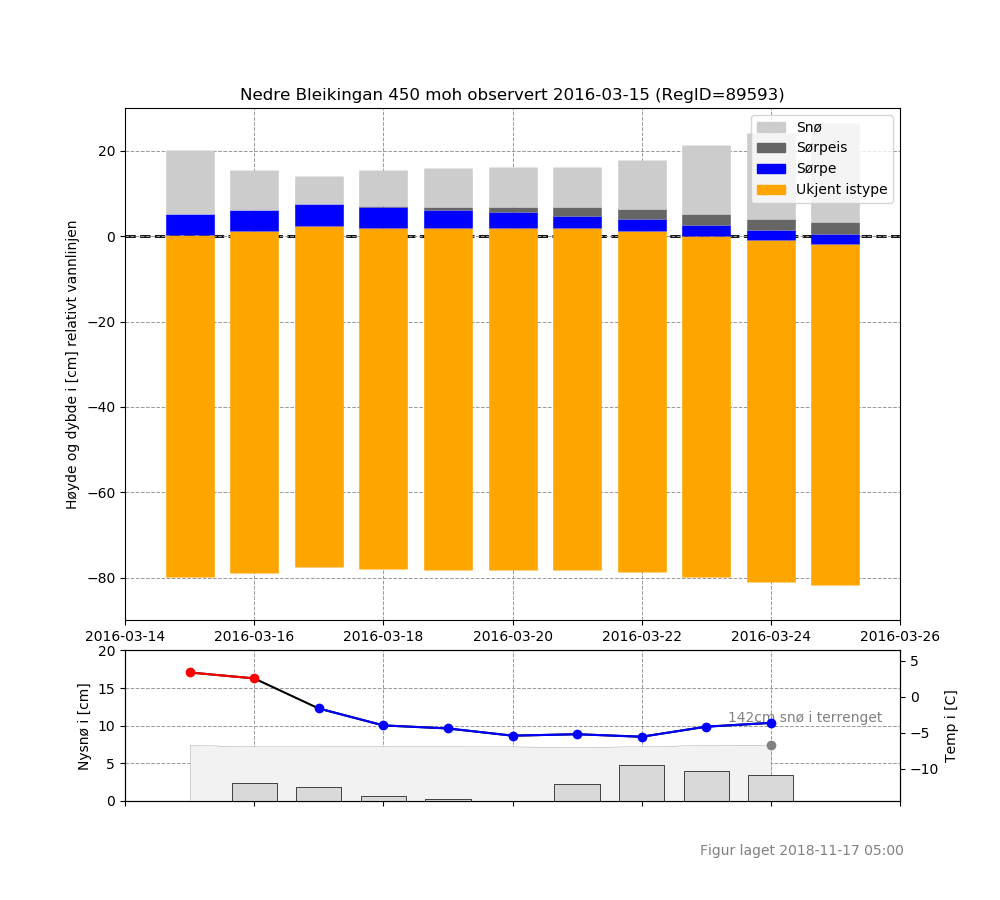 Nedre Bleikingan 450 moh observert 2016-03-15 (RegID=89593)
Snø
Sørpeis
Sørpe
Ukjent istype
Høyde og dybde i [cm] relativt vannlinjen
20
0
−20
−40
−60
−80
2016-03-14 2016-03-16 2016-03-18 2016-03-20 2016-03-22 2016-03-24 2016-03-26
Nysnø i [cm]
20
15
10
5
0
142cm snø i terrenget
5
0
−5
−10
Temp i [C]
Figur laget 2018-11-17 05:00